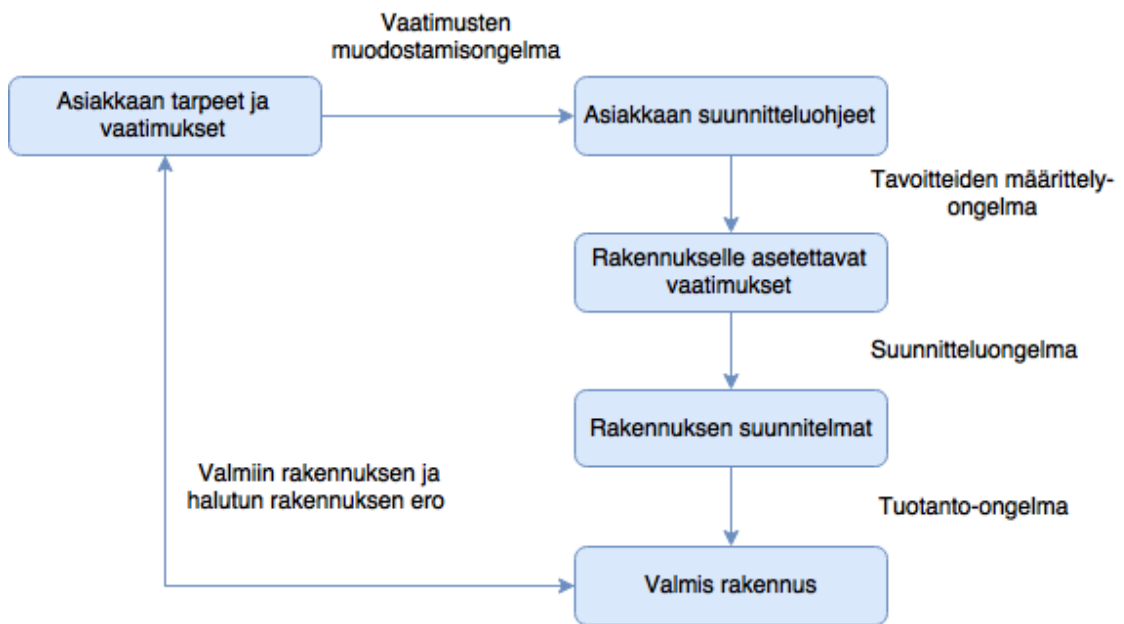 Vaatimusten
muodostamisongelma
Asiakkaan tarpeet ja
vaatimukset
Asiakkaan suunnitteluohjeet
Tavoitteiden määrittely-
ongelma
Rakennukselle asetettavat
vaatimukset
Suunnitteluongelma
Rakennuksen suunnitelmat
Valmiin rakennuksen ja
halutun rakennuksen ero
Tuotanto-ongelma
Valmis rakennus